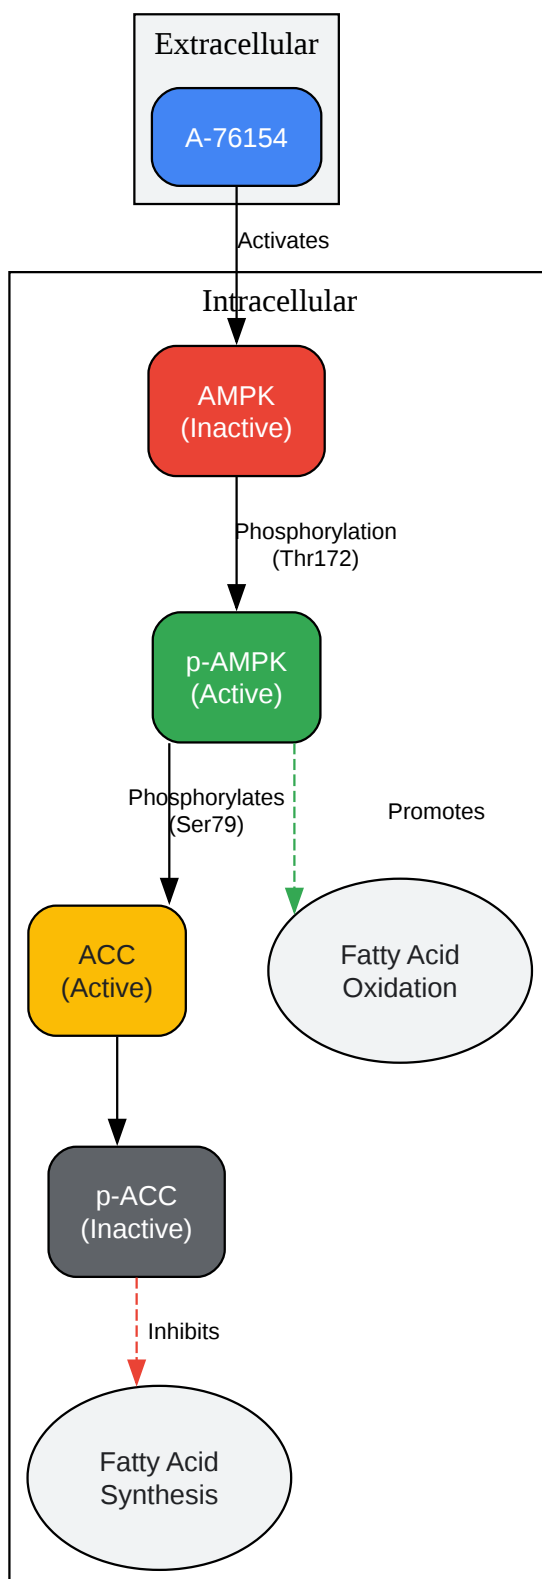 Extracellular
A-76154
Activates
Intracellular
AMPK
(Inactive)
Phosphorylation
(Thr172)
p-AMPK
(Active)
Phosphorylates
(Ser79)
Promotes
ACC
(Active)
Fatty Acid
Oxidation
p-ACC
(Inactive)
Inhibits
Fatty Acid
Synthesis